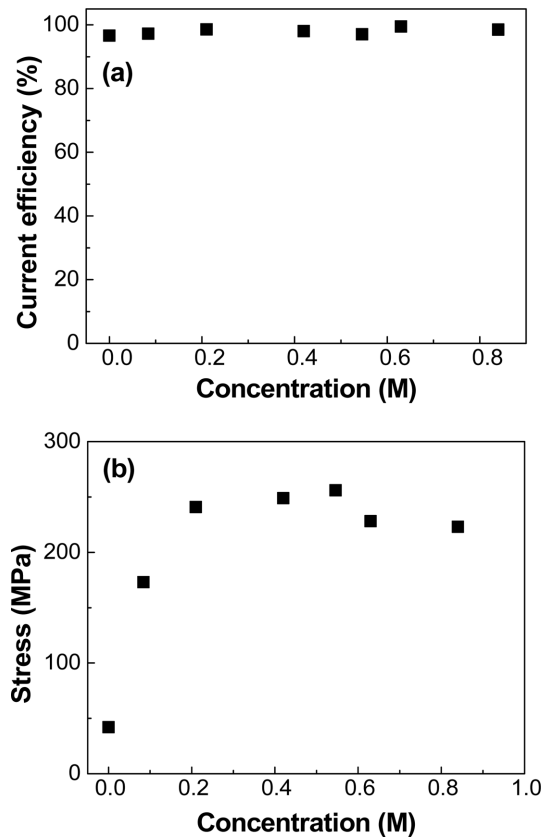 100
(a)
80
60
40
20
0
Current efficiency (%)
0.0 0.2 0.4 0.6 0.8
Concentration (M)
300
(b)
200
100
0
Stress (MPa)
0.0 0.2 0.4 0.6 0.8 1.0
Concentration (M)